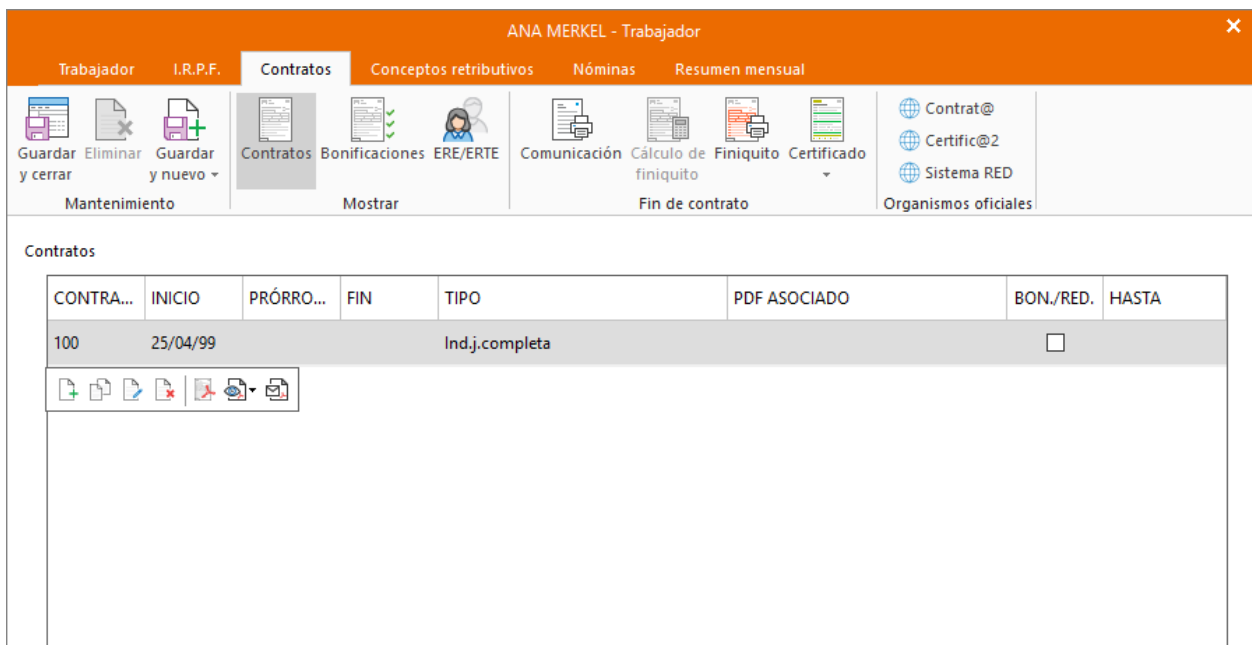 ANA MERKEL - Trabajador
Trabajador I.R.P.F. Contratos Conceptos retributivos Nóminas Resumen mensual
Guardar y cerrar
Eliminar
Guardar y nuevo
Contratos
Bonificaciones
ERE/ERTE
Comunicación
Cálculo de finiquito
Finiquito
Certificado
Contrat@
Certific@2
Sistema RED
Mantenimiento
Mostrar
Fin de contrato
Organismos oficiales
Contratos
CONTRA... INICIO PRÓRRO... FIN TIPO PDF ASOCIADO BON./RED. HASTA
100 25/04/99 Ind.j.completa